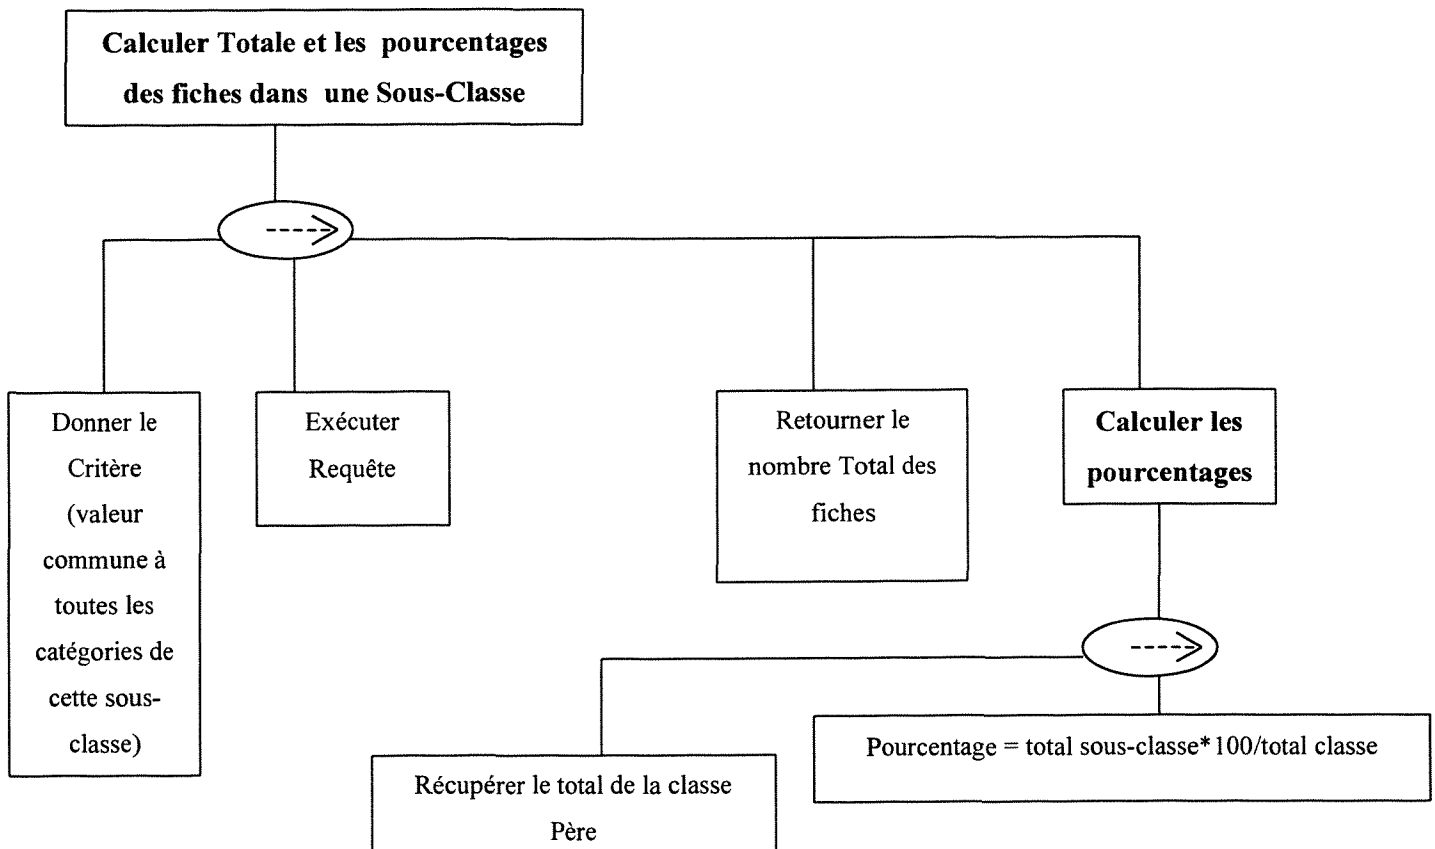 Calculer Totale et les pourcentages
des fiches dans une Sous-Classe
Donner le
Critère
(valeur
commune à
toutes les
catégories de
cette sous-
classe)
Exécuter
Requête
Retourner le
nombre Total des
fiches
Calculer les
pourcentages
Récupérer le total de la classe
Père
Pourcentage = total sous-classe*100/total classe